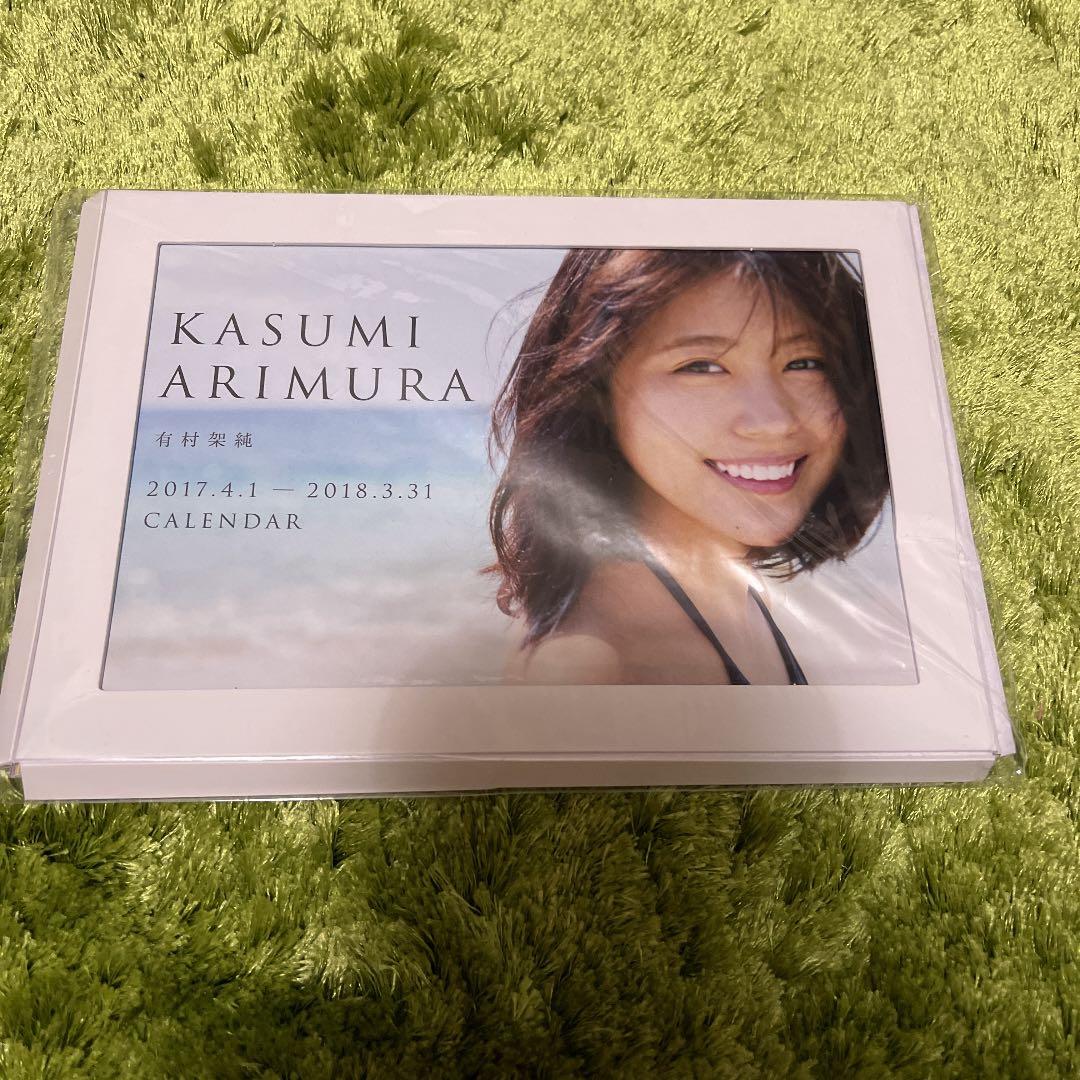 KASUMI
ARIMURA
有村架純
2017.4.1 — 2018.3.31
CALENDAR